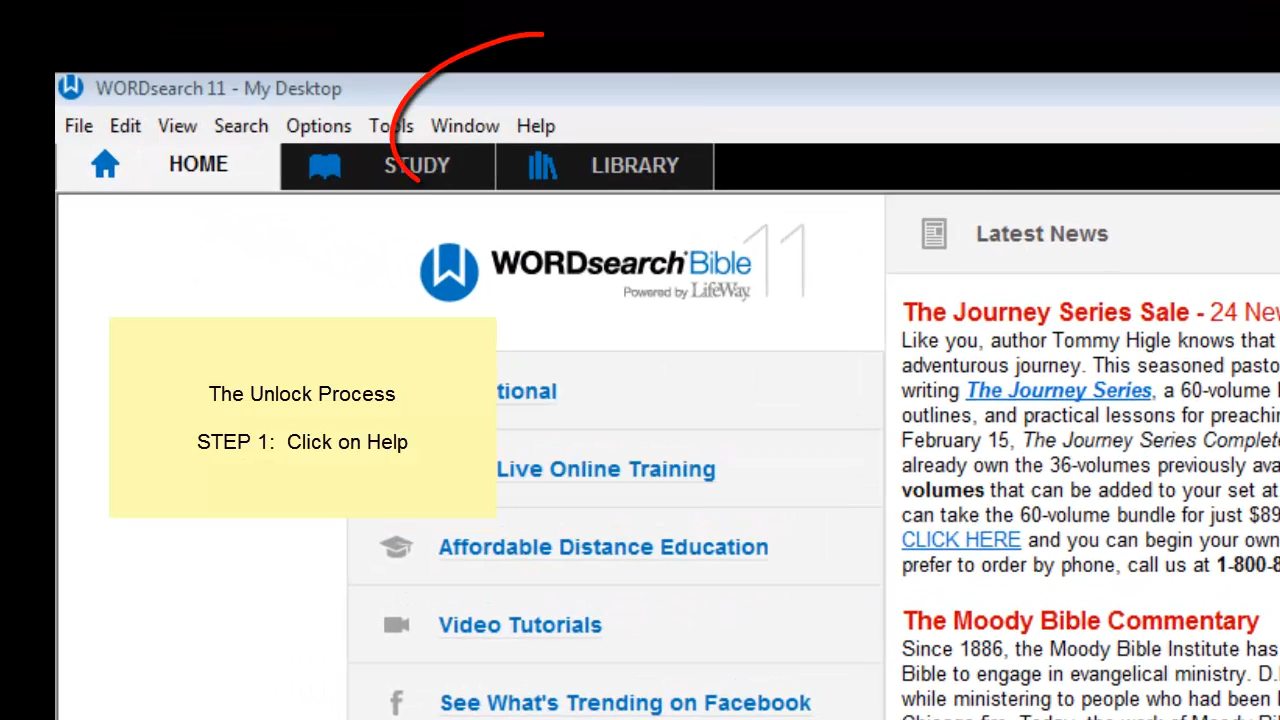 WORDsearch 11 - My Desktop
File Edit View Search Options Tools Window Help
HOME STUDY LIBRARY
WORDsearch Bible 11
Powered by LifeWay
The Unlock Process
STEP 1: Click on Help
tional
Live Online Training
Affordable Distance Education
Video Tutorials
See What's Trending on Facebook
Latest News
The Journey Series Sale - 24 New
Like you, author Tommy Higle knows that
adventurous journey. This seasoned pasto
writing The Journey Series, a 60-volume
outlines, and practical lessons for preachin
February 15, The Journey Series Complete
already own the 36-volumes previously ava
volumes that can be added to your set at
can take the 60-volume bundle for just $89
CLICK HERE and you can begin your own
prefer to order by phone, call us at 1-800-8
The Moody Bible Commentary
Since 1886, the Moody Bible Institute has
Bible to engage in evangelical ministry. D.
while ministering to people who had been